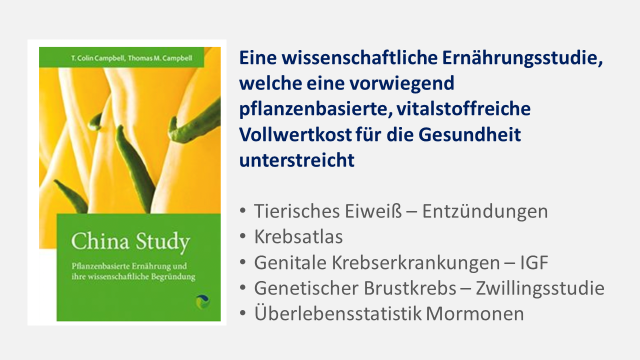 T. Colin Campbell, Thomas M. Campbell
China Study
Pflanzenbasierte Ernährung und
ihre wissenschaftliche Begründung
Eine wissenschaftliche Ernährungsstudie,
welche eine vorwiegend
pflanzenbasierte, vitalstoffreiche
Vollwertkost für die Gesundheit
unterstreicht
• Tierisches Eiweiß – Entzündungen
• Krebsatlas
• Genitale Krebserkrankungen – IGF
• Genetischer Brustkrebs – Zwillingsstudie
• Überlebensstatistik Mormonen